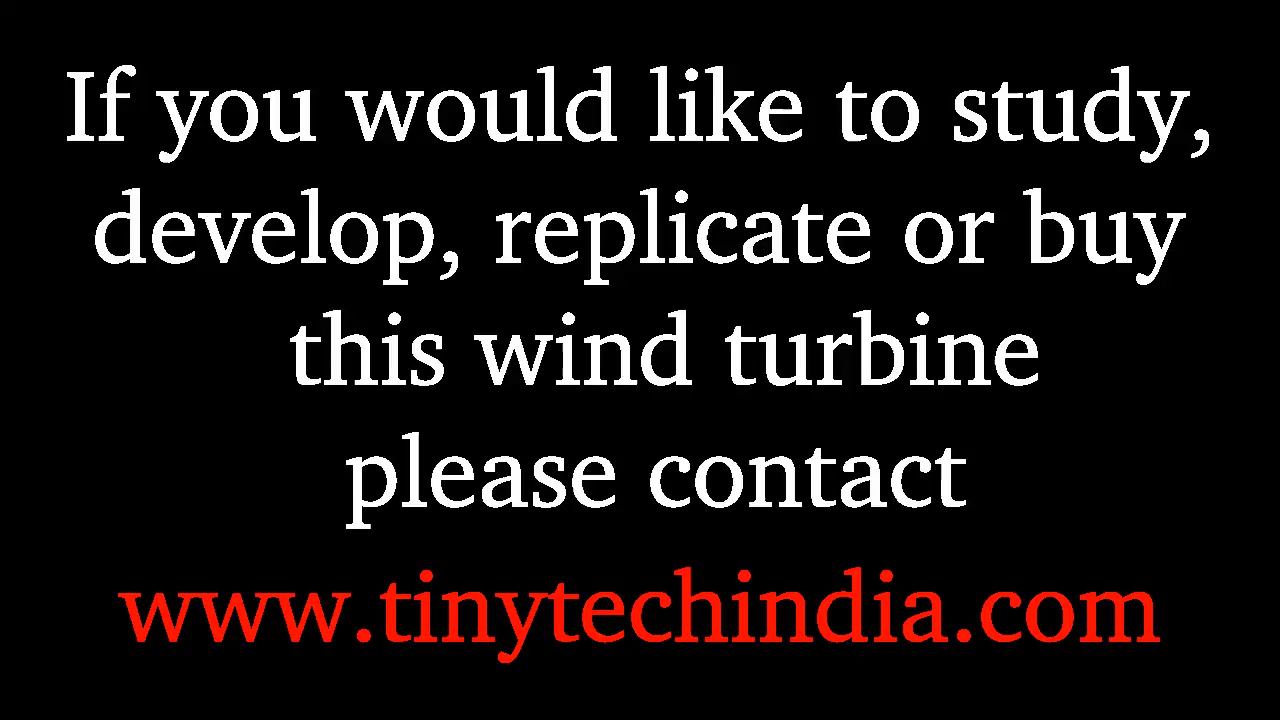 If you would like to study,
develop, replicate or buy
this wind turbine
please contact
www.tinytechindia.com